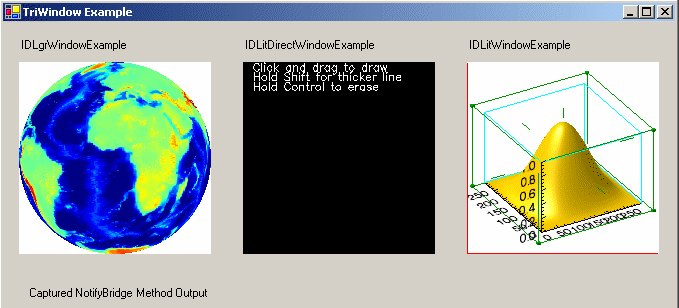 TriWindow Example
IDLgrWindowExample
IDLitDirectWindowExample
IDLitWindowExample
Click and drag to draw
Hold Shift for thicker line
Hold Control to erase
0
0.8
0.6
0.4
0.2
0.0
250
200
150
100
50
0 50 100 150 200 250
Captured NotifyBridge Method Output